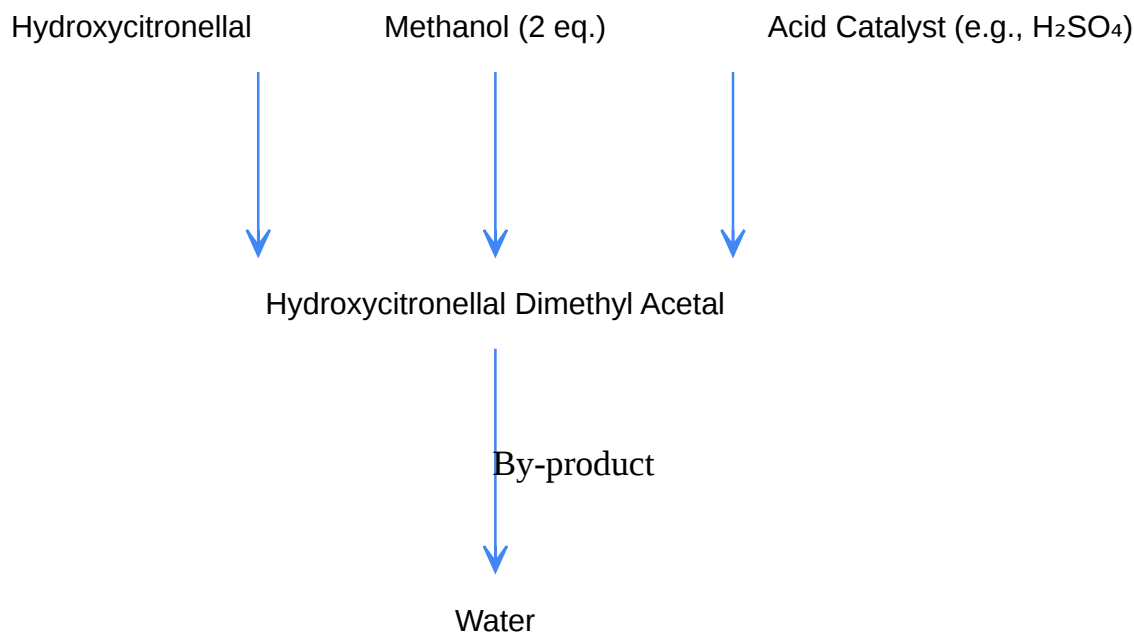 Hydroxycitronellal
Methanol (2 eq.)
Acid Catalyst (e.g., H₂SO₄)
Hydroxycitronellal Dimethyl Acetal
By-product
Water